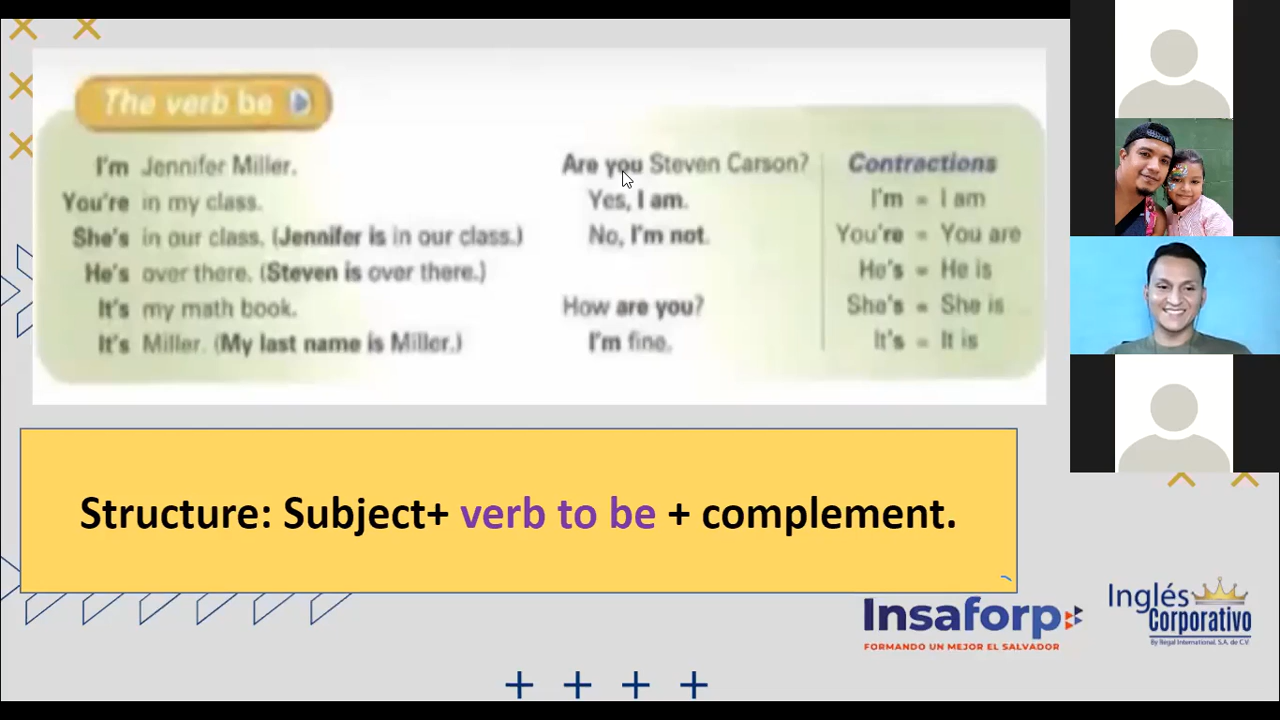 The verb be
I'm Jennifer Miller.
You're in my class.
She's in our class. (Jennifer is in our class.)
He's over there. (Steven is over there.)
It's my math book.
It's Miller. (My last name is Miller.)
Are you Steven Carson?
Yes, I am.
No, I'm not.
How are you?
I'm fine.
Contractions
I'm = I am
You're = You are
He's = He is
She's = She is
It's = It is
Structure: Subject+ verb to be + complement.
Insaforp
FORMANDO UN MEJOR EL SALVADOR
Inglés
Corporativo
By Regal International, S.A. de C.V.